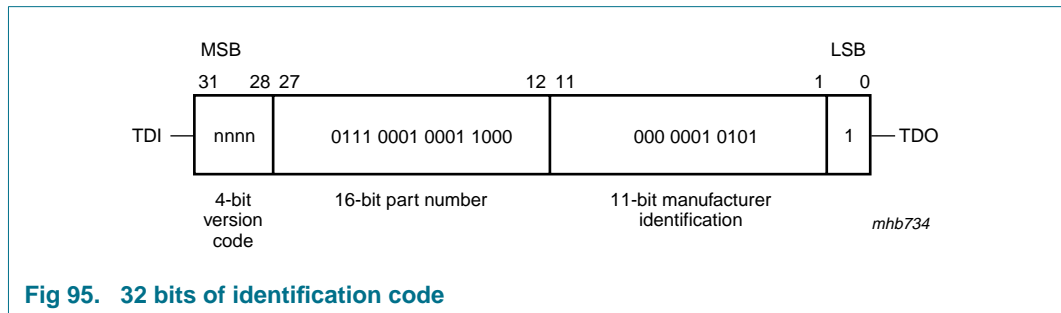 MSB LSB
31 28 27 12 11 1 0
TDI nnnn 0111 0001 0001 1000 000 0001 0101 1 TDO
4-bit
version
code
16-bit part number
11-bit manufacturer
identification
mhb734
Fig 95. 32 bits of identification code